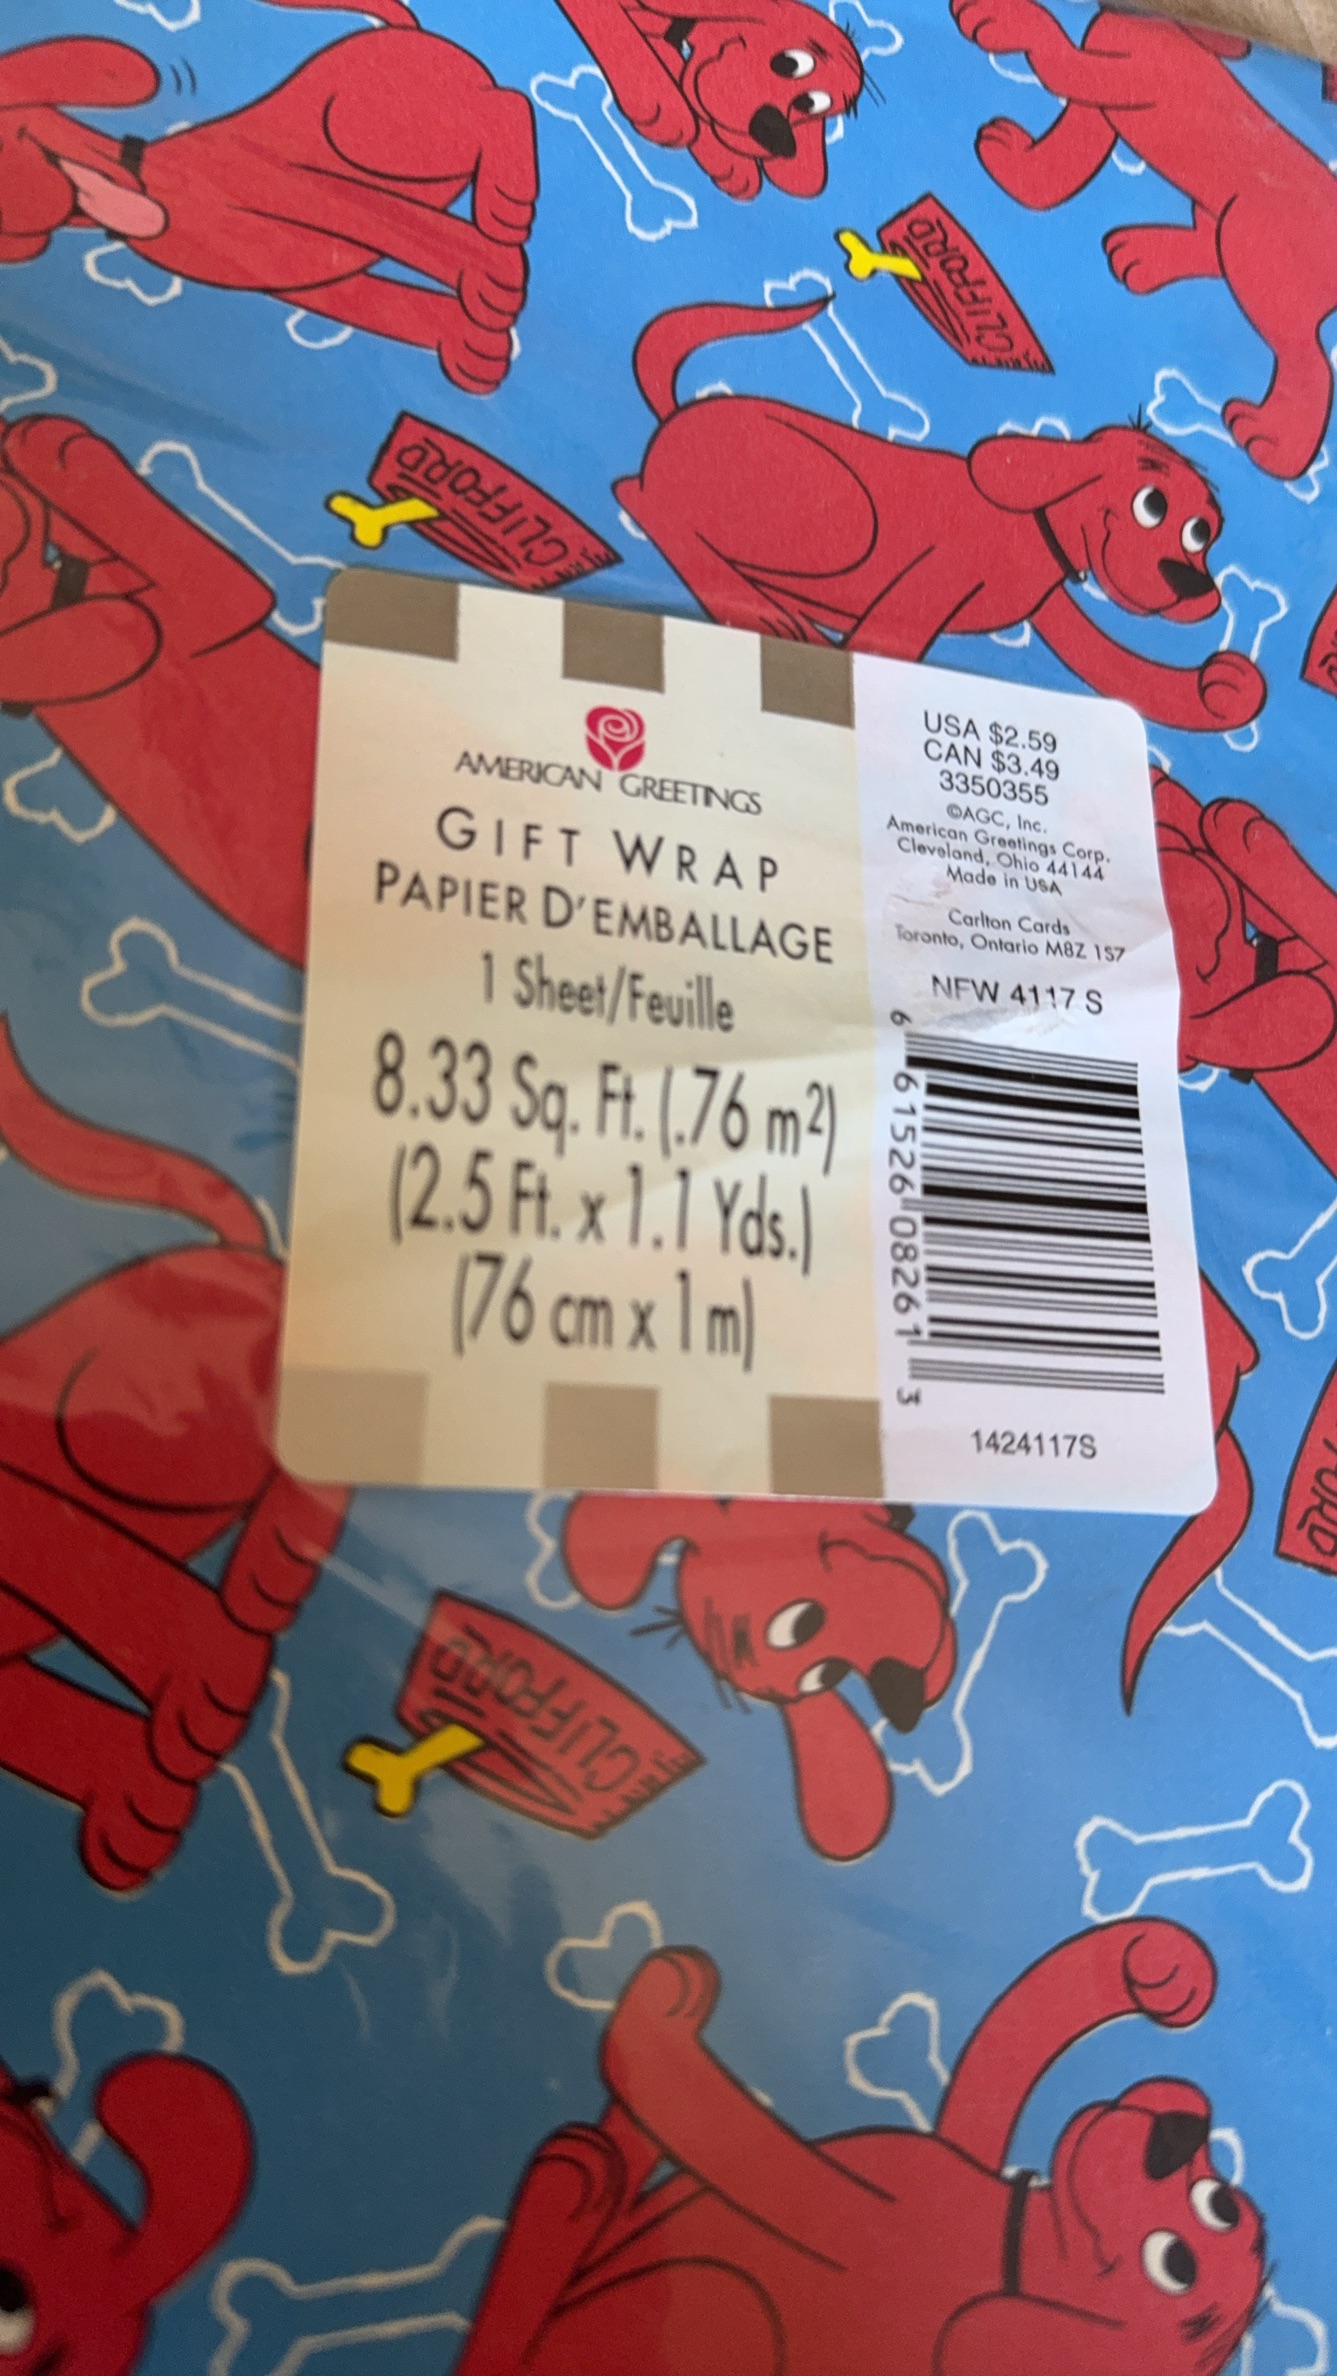 CLIFFORD
CLIFFORD
AMERICAN GREETINGS
GIFT WRAP
PAPIER D'EMBALLAGE
1 Sheet/Feuille
8.33 Sq. Ft. (.76 m²)
(2.5 Ft. x 1.1 Yds.)
(76 cm x 1 m)
USA $2.59
CAN $3.49
3350355
©AGC, Inc.
American Greetings Corp.
Cleveland, Ohio 44144
Made in USA
Carlton Cards
Toronto, Ontario M8Z 1S7
NFW 4117 S
6 61526 08261 3
1424117S
CLIFFORD